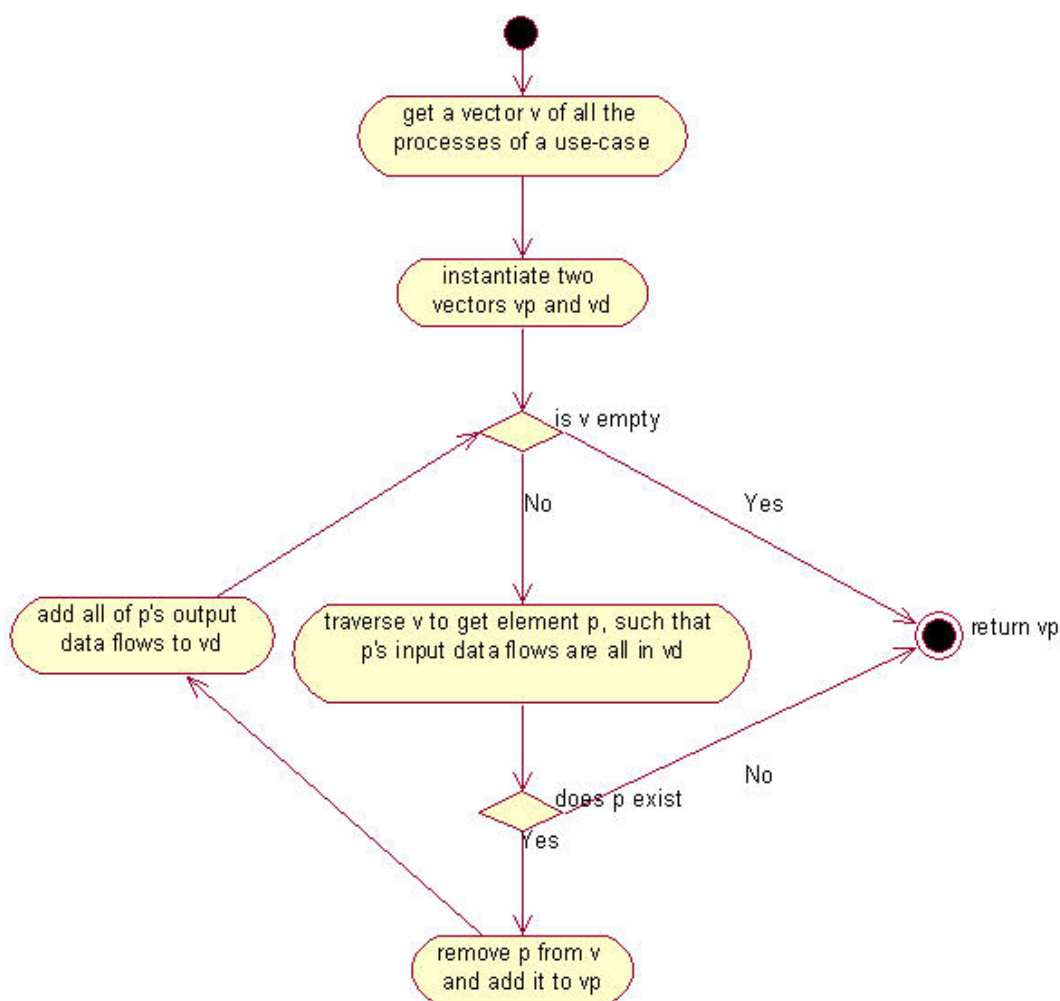 get a vector v of all the
processes of a use-case
instantiate two
vectors vp and vd
is v empty
No
Yes
add all of p's output
data flows to vd
traverse v to get element p, such that
p's input data flows are all in vd
return vp
does p exist
No
Yes
remove p from v
and add it to vp